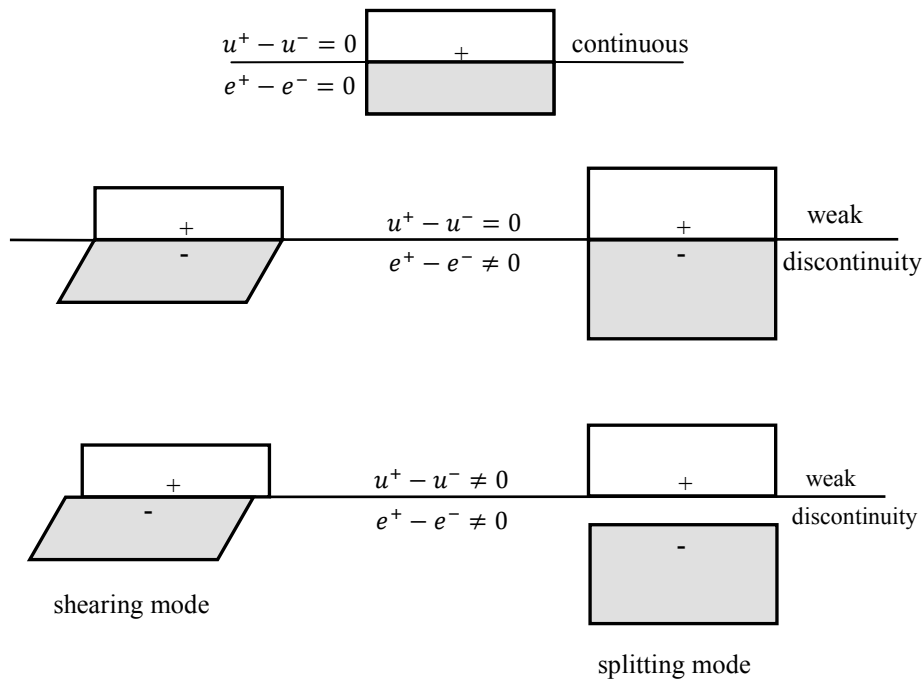 u⁺ − u⁻ = 0
+
continuous
e⁺ − e⁻ = 0
+
u⁺ − u⁻ = 0
+
weak
-
e⁺ − e⁻ ≠ 0
-
discontinuity
+
u⁺ − u⁻ ≠ 0
+
weak
-
e⁺ − e⁻ ≠ 0
discontinuity
-
shearing mode
splitting mode